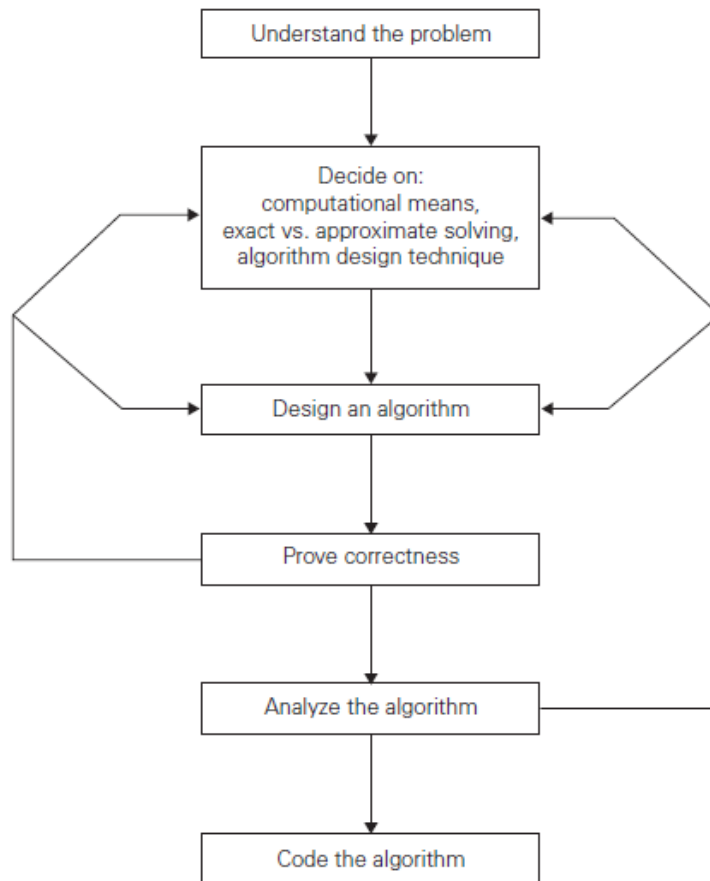 Understand the problem
Decide on:
computational means,
exact vs. approximate solving,
algorithm design technique
Design an algorithm
Prove correctness
Analyze the algorithm
Code the algorithm